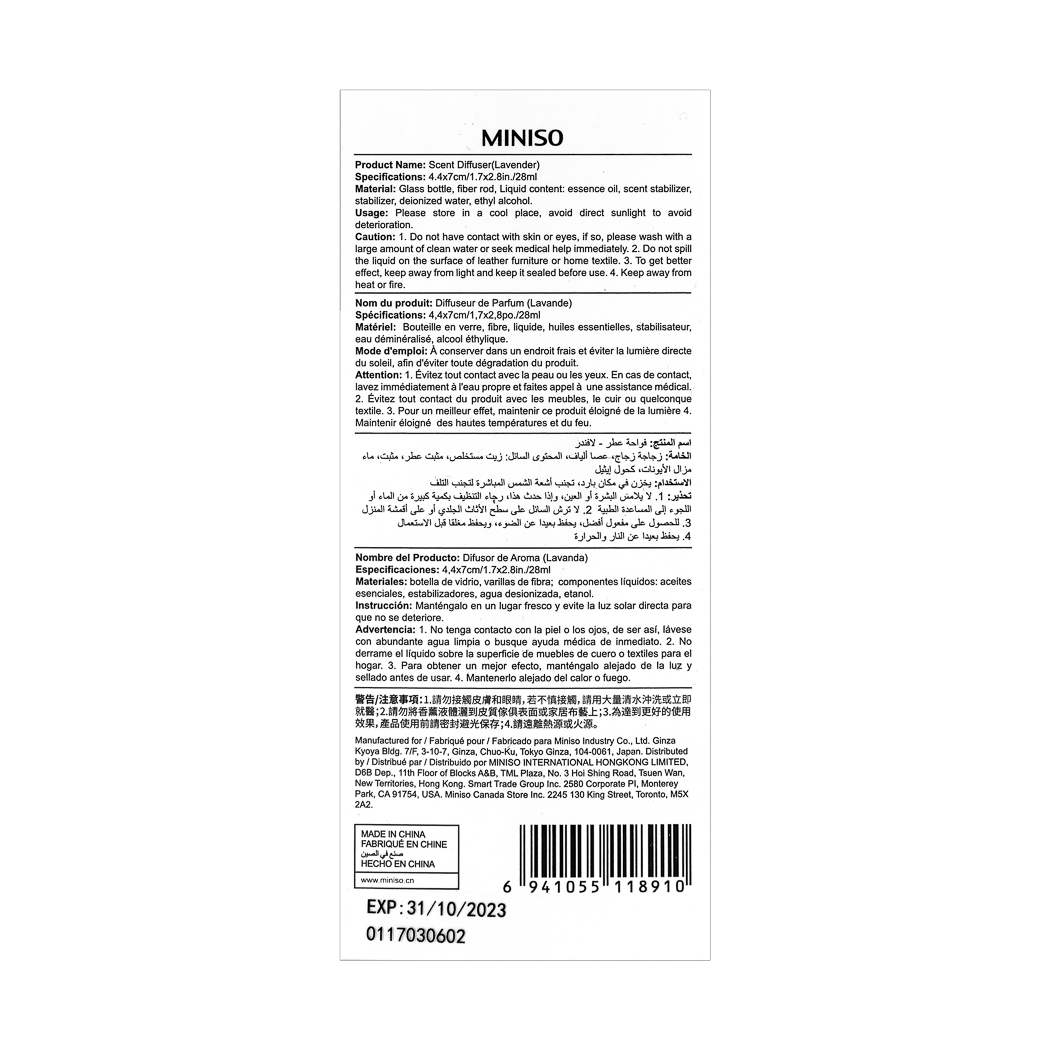 MINISO
Product Name: Scent Diffuser(Lavender)
Specifications: 4.4x7cm/1.7x2.8in./28ml
Material: Glass bottle, fiber rod, Liquid content: essence oil, scent stabilizer,
stabilizer, deionized water, ethyl alcohol.
Usage: Please store in a cool place, avoid direct sunlight to avoid
deterioration.
Caution: 1. Do not have contact with skin or eyes, if so, please wash with a
large amount of clean water or seek medical help immediately. 2. Do not spill
the liquid on the surface of leather furniture or home textile. 3. To get better
effect, keep away from light and keep it sealed before use. 4. Keep away from
heat or fire.
Nom du produit: Diffuseur de Parfum (Lavande)
Spécifications: 4,4x7cm/1,7x2,8po./28ml
Matériel: Bouteille en verre, fibre, liquide, huiles essentielles, stabilisateur,
eau déminéralisé, alcool éthylique.
Mode d'emploi: À conserver dans un endroit frais et éviter la lumière directe
du soleil, afin d'éviter toute dégradation du produit.
Attention: 1. Évitez tout contact avec la peau ou les yeux. En cas de contact,
lavez immédiatement à l'eau propre et faites appel à une assistance médical.
2. Évitez tout contact du produit avec les meubles, le cuir ou quelconque
textile. 3. Pour un meilleur effet, maintenir ce produit éloigné de la lumière 4.
Maintenir éloigné des hautes températures et du feu.
اسم المنتج: فواحة عطر - لافندر
الخامة: زجاجة زجاج، عصا ألياف، المحتوى السائل: زيت مستخلص، مثبت عطر، مثبت، ماء
مزال الأيونات، كحول إيثيل
الاستخدام: يخزن في مكان بارد، تجنب أشعة الشمس المباشرة لتجنب التلف
تحذير: 1. لا يلامس البشرة أو العين، وإذا حدث هذا، رجاء التنظيف بكمية كبيرة من الماء أو
اللجوء إلى المساعدة الطبية 2. لا ترش السائل على سطح الأثاث الجلدي أو على أقمشة المنزل
3. للحصول على مفعول أفضل، يحفظ بعيدا عن الضوء، ويحفظ مغلقا قبل الاستعمال
4. يحفظ بعيدا عن النار والحرارة
Nombre del Producto: Difusor de Aroma (Lavanda)
Especificaciones: 4,4x7cm/1.7x2.8in./28ml
Materiales: botella de vidrio, varillas de fibra; componentes líquidos: aceites
esenciales, estabilizadores, agua desionizada, etanol.
Instrucción: Manténgalo en un lugar fresco y evite la luz solar directa para
que no se deteriore.
Advertencia: 1. No tenga contacto con la piel o los ojos, de ser así, lávese
con abundante agua limpia o busque ayuda médica de inmediato. 2. No
derrame el líquido sobre la superficie de muebles de cuero o textiles para el
hogar. 3. Para obtener un mejor efecto, manténgalo alejado de la luz y
sellado antes de usar. 4. Mantenerlo alejado del calor o fuego.
警告/注意事項:1.請勿接觸皮膚和眼睛，若不慎接觸，請用大量清水沖洗或立即
就醫;2.請勿將香薰液體灑到皮質傢俱表面或家居布藝上;3.為達到更好的使用
效果，產品使用前請密封避光保存;4.請遠離熱源或火源。
Manufactured for / Fabriqué pour / Fabricado para Miniso Industry Co., Ltd. Ginza
Kyoya Bldg. 7/F, 3-10-7, Ginza, Chuo-Ku, Tokyo Ginza, 104-0061, Japan. Distributed
by / Distribué par / Distribuido por MINISO INTERNATIONAL HONGKONG LIMITED,
D6B Dep., 11th Floor of Blocks A&B, TML Plaza, No. 3 Hoi Shing Road, Tsuen Wan,
New Territories, Hong Kong. Smart Trade Group Inc. 2580 Corporate Pl, Monterey
Park, CA 91754, USA. Miniso Canada Store Inc. 2245 130 King Street, Toronto, M5X
2A2.
MADE IN CHINA
FABRIQUÉ EN CHINE
صنع في الصين
HECHO EN CHINA
www.miniso.cn
6 941055 118910
EXP:31/10/2023
0117030602